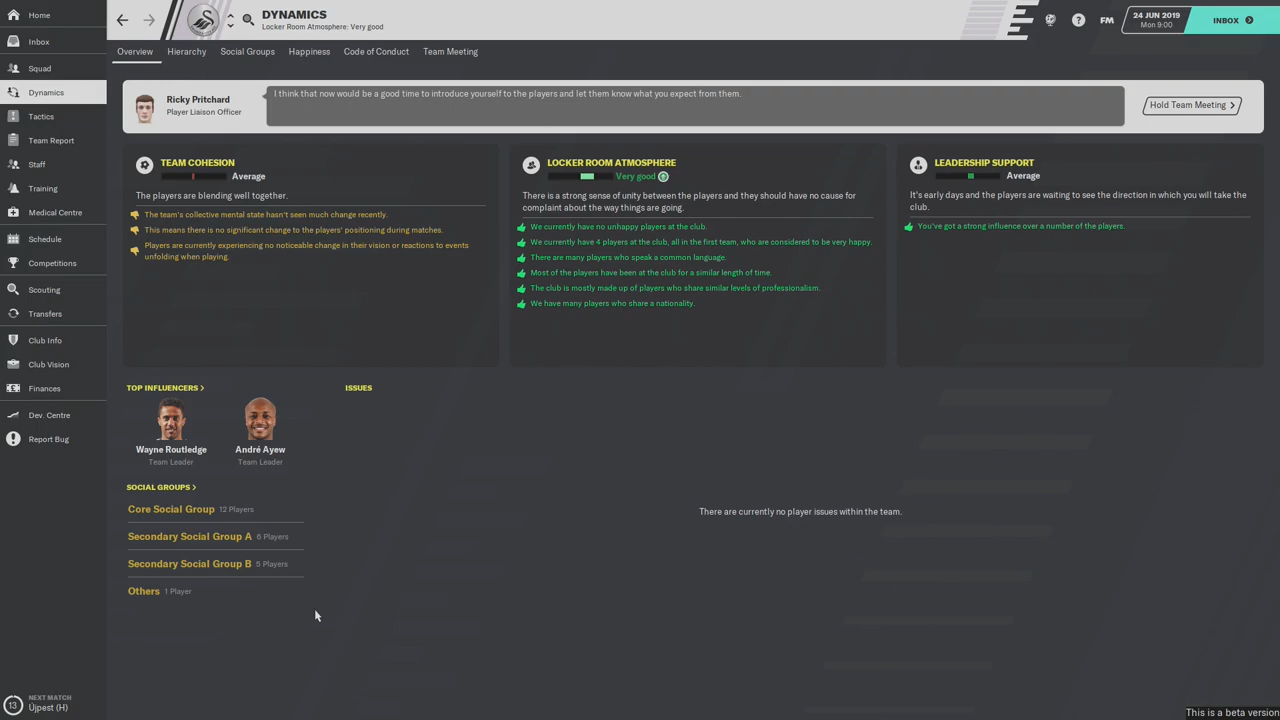 Home
Inbox
Squad
Dynamics
Tactics
Team Report
Staff
Training
Medical Centre
Schedule
Competitions
Scouting
Transfers
Club Info
Club Vision
Finances
Dev. Centre
Report Bug
13
NEXT MATCH
Újpest (H)
DYNAMICS
Locker Room Atmosphere: Very good
?
FM
24 JUN 2019
Mon 9:00
INBOX
Overview
Hierarchy
Social Groups
Happiness
Code of Conduct
Team Meeting
Ricky Pritchard
Player Liaison Officer
I think that now would be a good time to introduce yourself to the players and let them know what you expect from them.
Hold Team Meeting
TEAM COHESION
Average
The players are blending well together.
The team's collective mental state hasn't seen much change recently.
This means there is no significant change to the players' positioning during matches.
Players are currently experiencing no noticeable change in their vision or reactions to events
unfolding when playing.
LOCKER ROOM ATMOSPHERE
Very good
There is a strong sense of unity between the players and they should have no cause for
complaint about the way things are going.
We currently have no unhappy players at the club.
We currently have 4 players at the club, all in the first team, who are considered to be very happy.
There are many players who speak a common language.
Most of the players have been at the club for a similar length of time.
The club is mostly made up of players who share similar levels of professionalism.
We have many players who share a nationality.
LEADERSHIP SUPPORT
Average
It's early days and the players are waiting to see the direction in which you will take the
club.
You've got a strong influence over a number of the players.
TOP INFLUENCERS
Wayne Routledge
Team Leader
André Ayew
Team Leader
SOCIAL GROUPS
Core Social Group 12 Players
Secondary Social Group A 6 Players
Secondary Social Group B 5 Players
Others 1 Player
ISSUES
There are currently no player issues within the team.
This is a beta version